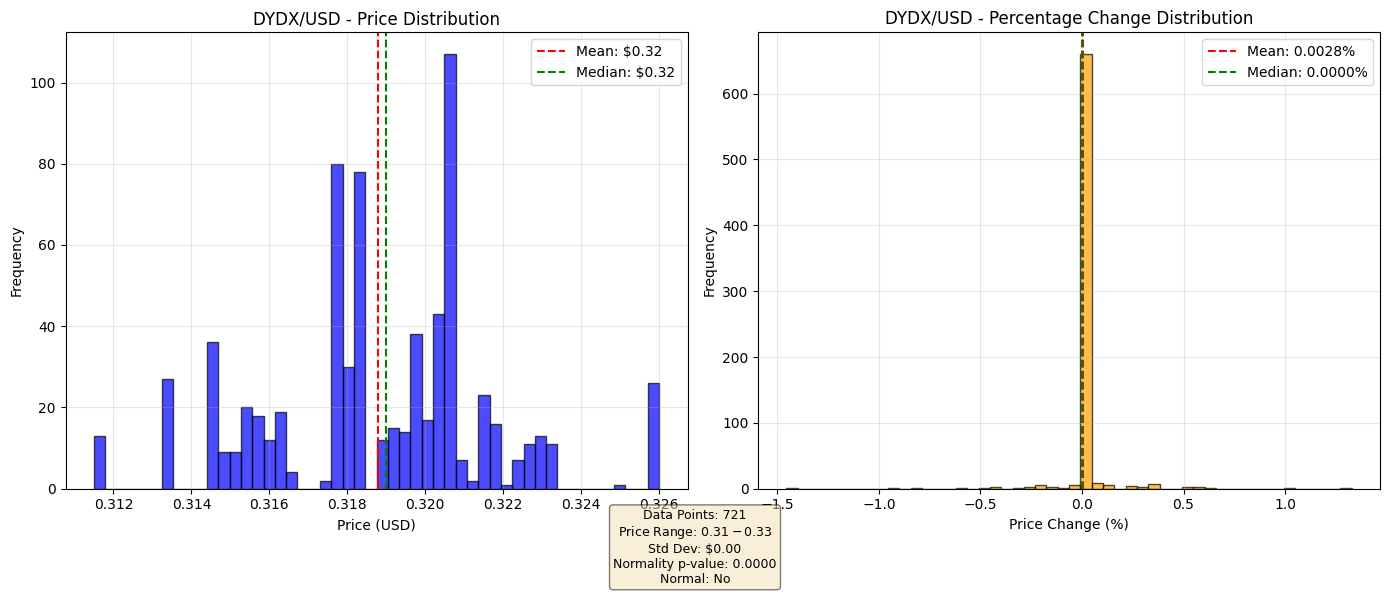 DYDX/USD - Price Distribution
Mean: $0.32
Median: $0.32
Frequency
100
80
60
40
20
0
0.312
0.314
0.316
0.318
0.320
0.322
0.324
0.326
Price (USD)
DYDX/USD - Percentage Change Distribution
Mean: 0.0028%
Median: 0.0000%
Frequency
600
500
400
300
200
100
0
−1.5
−1.0
−0.5
0.0
0.5
1.0
Price Change (%)
Data Points: 721
Price Range: 0.31 − 0.33
Std Dev: $0.00
Normality p-value: 0.0000
Normal: No